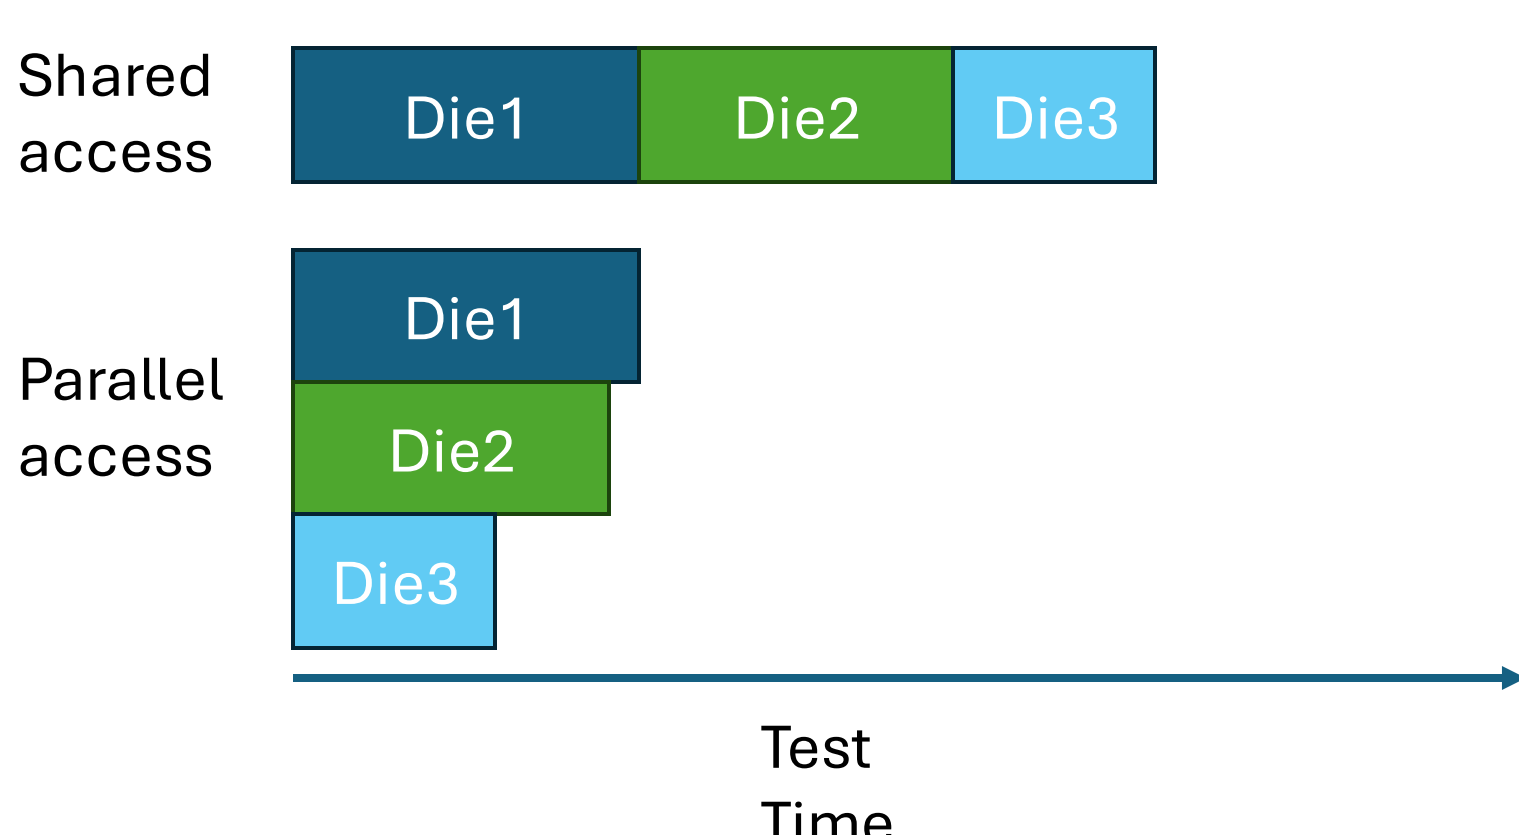 Shared
access
Die1
Die2
Die3
Parallel
access
Die1
Die2
Die3
Test
Time